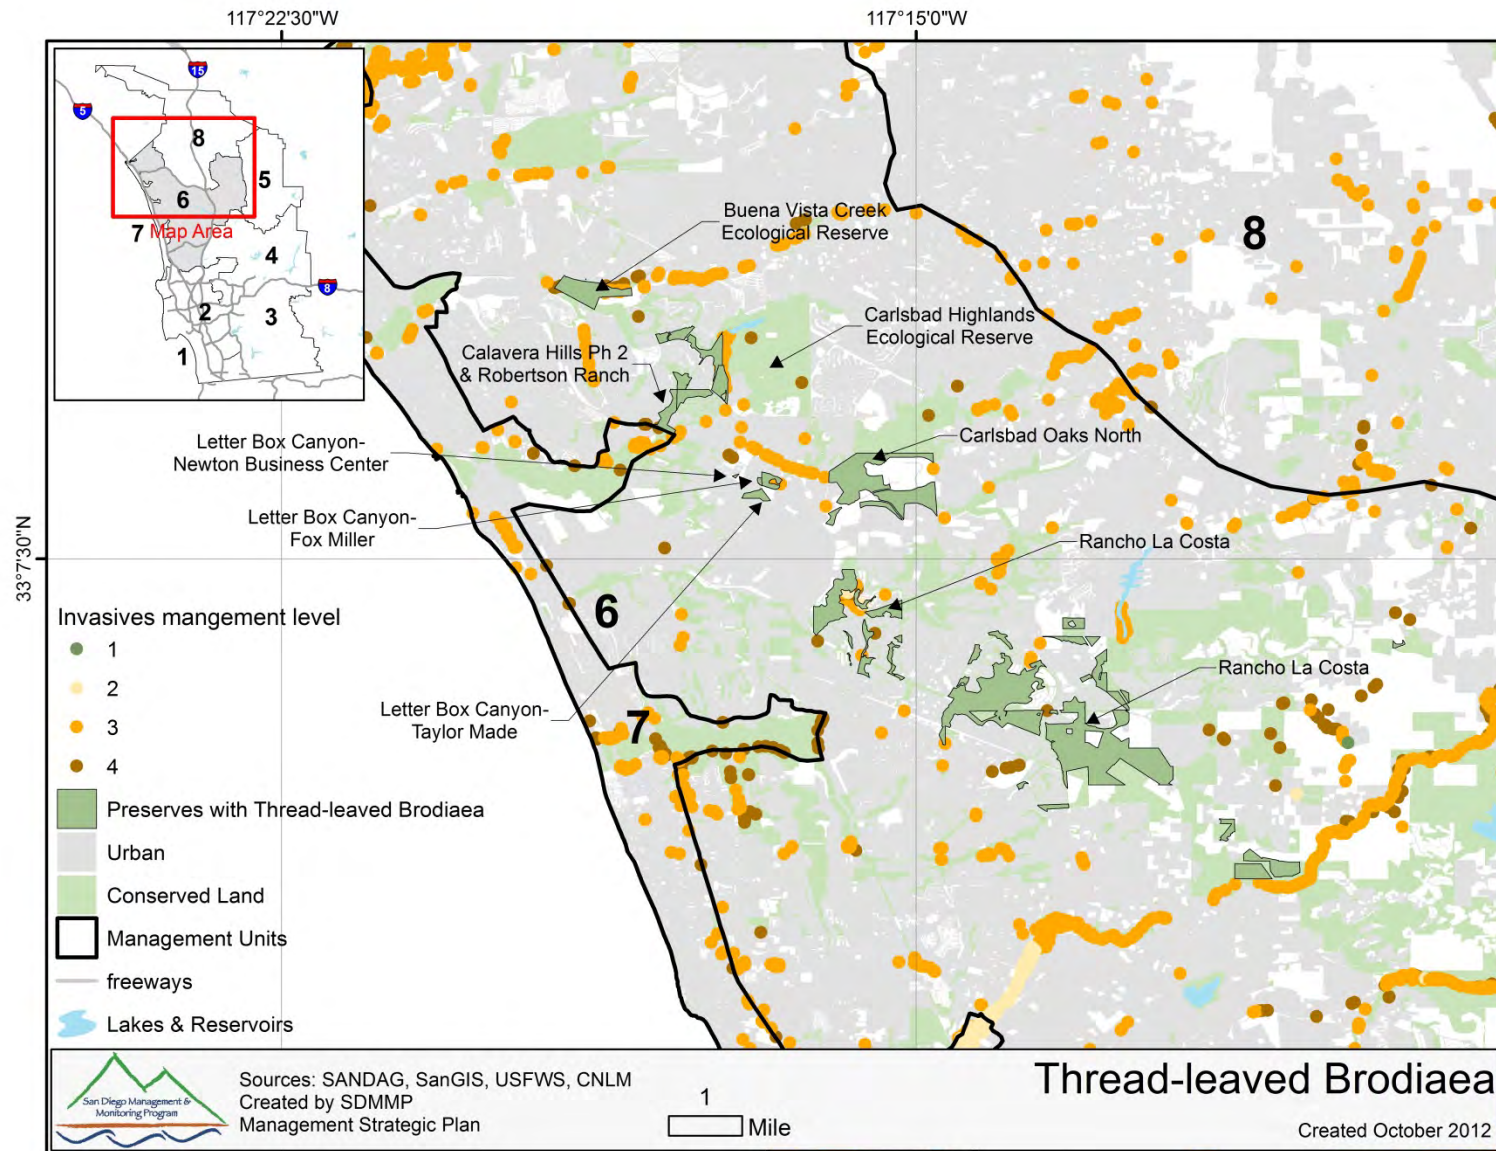 117°22'30"W
117°15'0"W
33°7'30"N
15
5
8
8
5
6
7
Map Area
4
2
3
1
8
Buena Vista Creek
Ecological Reserve
Carlsbad Highlands
Ecological Reserve
Calavera Hills Ph 2
& Robertson Ranch
Letter Box Canyon-
Newton Business Center
Carlsbad Oaks North
Letter Box Canyon-
Fox Miller
Rancho La Costa
6
Rancho La Costa
Letter Box Canyon-
Taylor Made
7
Invasives mangement level
1
2
3
4
Preserves with Thread-leaved Brodiaea
Urban
Conserved Land
Management Units
freeways
Lakes & Reservoirs
San Diego Management &
Monitoring Program
Sources: SANDAG, SanGIS, USFWS, CNLM
Created by SDMMP
Management Strategic Plan
1
Mile
Thread-leaved Brodiaea
Created October 2012